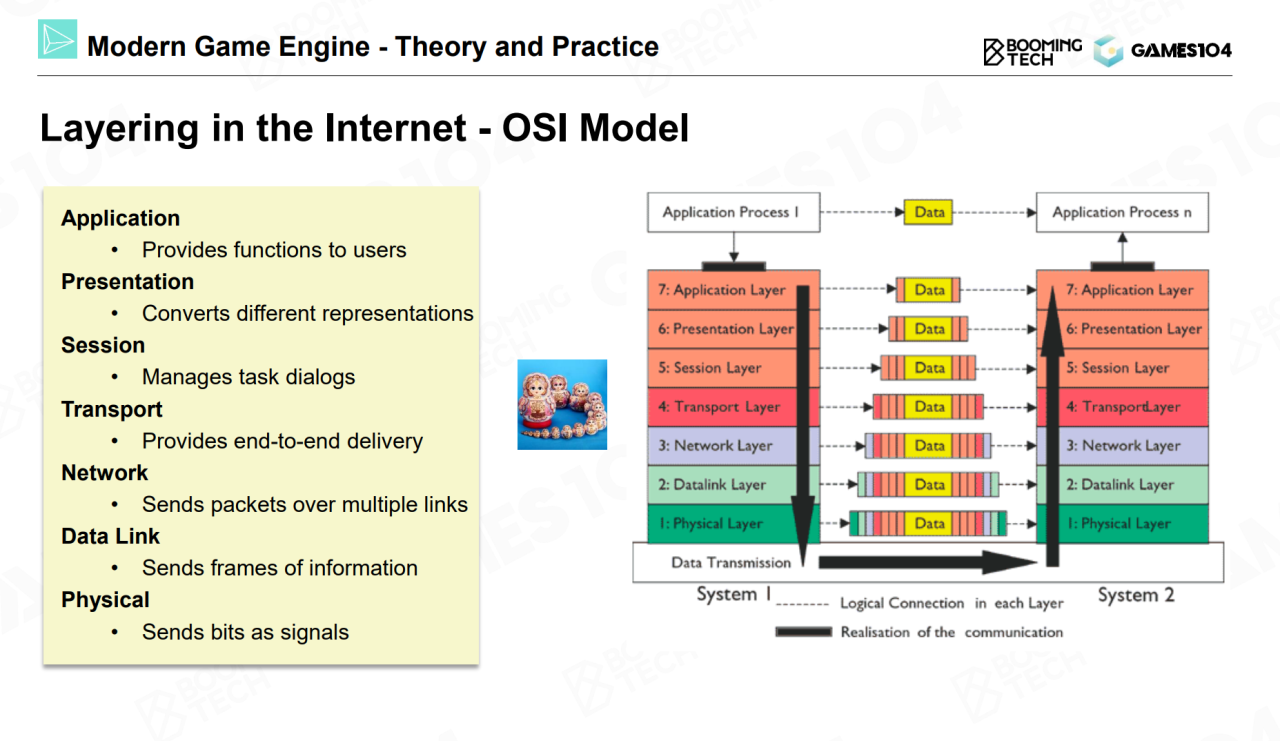 Modern Game Engine - Theory and Practice
BOOMING
TECH
GAMES104
Layering in the Internet - OSI Model
Application
• Provides functions to users
Presentation
• Converts different representations
Session
• Manages task dialogs
Transport
• Provides end-to-end delivery
Network
• Sends packets over multiple links
Data Link
• Sends frames of information
Physical
• Sends bits as signals
Application Process 1 Data Application Process n
7: Application Layer Data 7: Application Layer
6: Presentation Layer Data 6: Presentation Layer
5: Session Layer Data 5: Session Layer
4: Transport Layer Data 4: TransportLayer
3: Network Layer Data 3: Network Layer
2: Datalink Layer Data 2: Datalink Layer
1: Physical Layer Data 1: Physical Layer
Data Transmission
System 1 System 2
Logical Connection in each Layer
Realisation of the communication